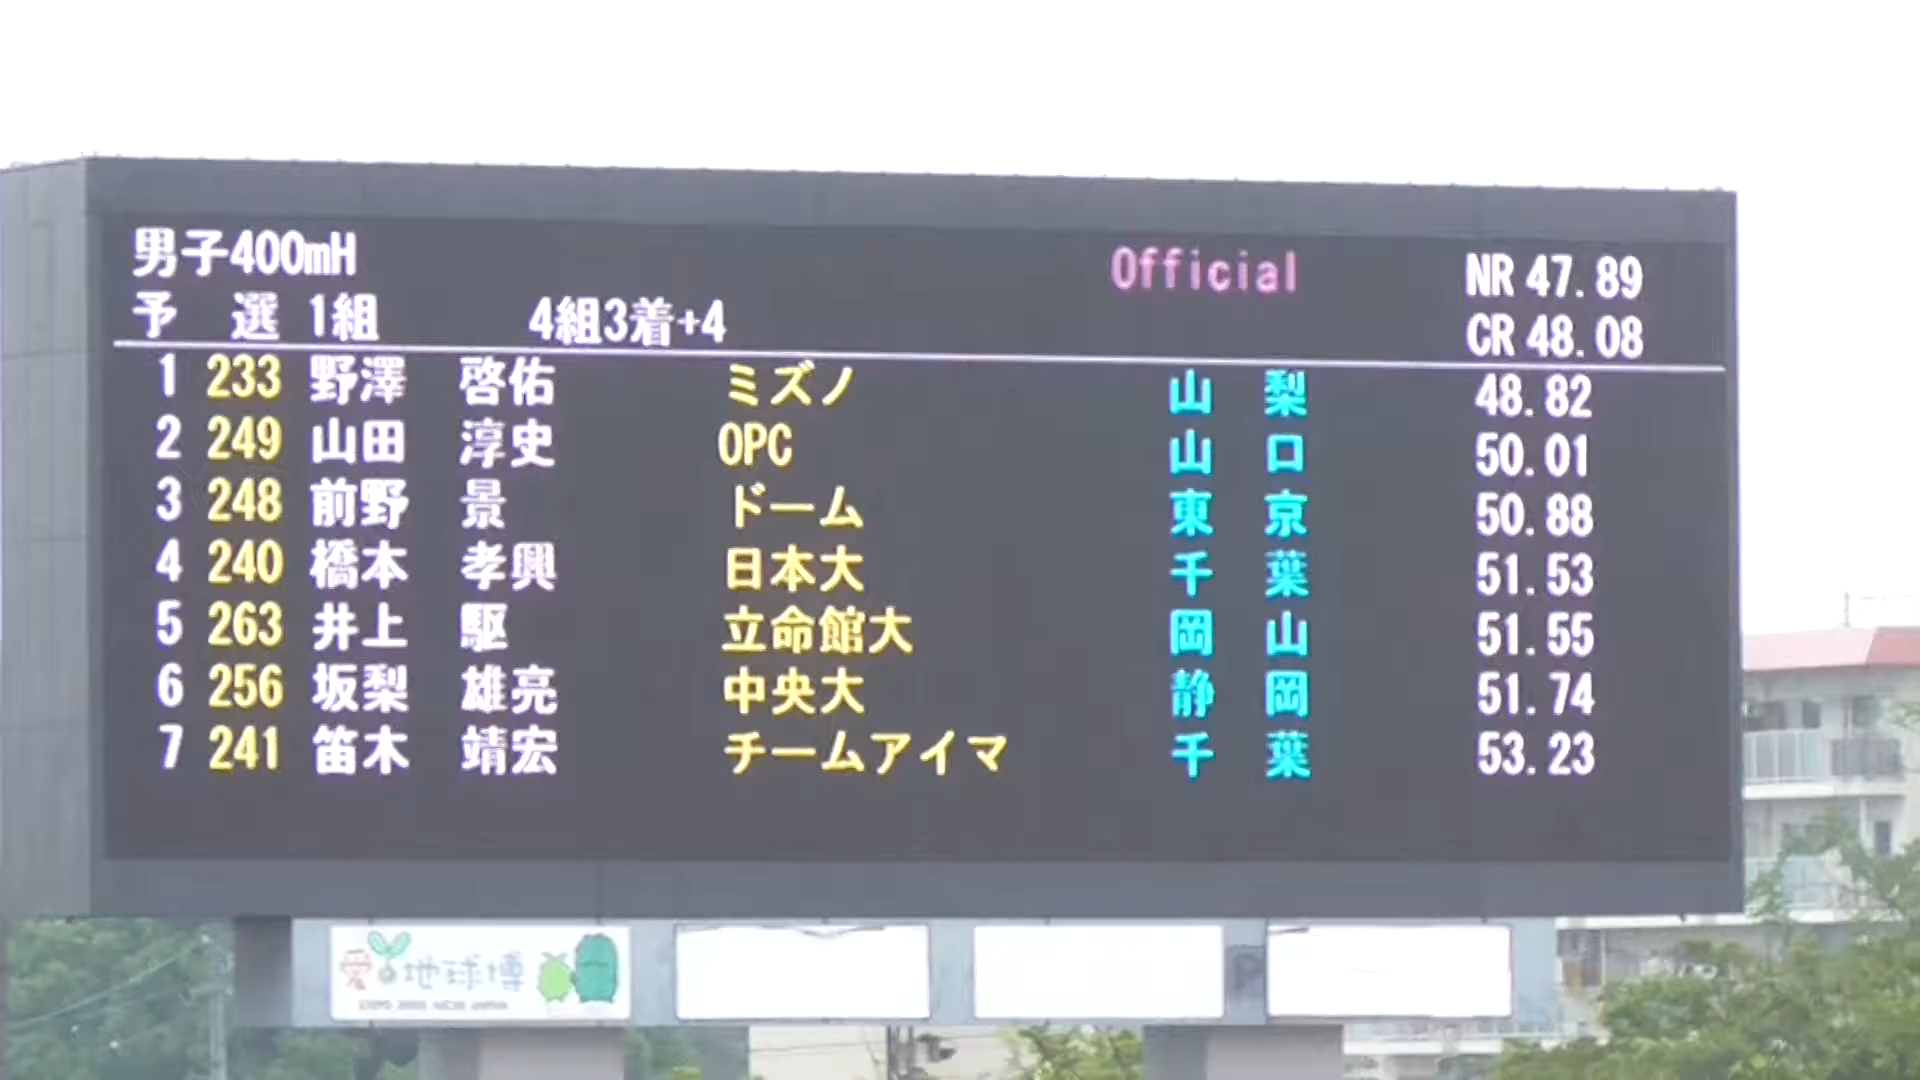 男子400mH Official NR 47.89
予 選 1組 4組3着+4 CR 48.08
1 233 野澤 啓佑 ミズノ 山 梨 48.82
2 249 山田 淳史 OPC 山 口 50.01
3 248 前野 景 ドーム 東 京 50.88
4 240 橋本 孝興 日本大 千 葉 51.53
5 263 井上 駆 立命館大 岡 山 51.55
6 256 坂梨 雄亮 中央大 静 岡 51.74
7 241 笛木 靖宏 チームアイマ 千 葉 53.23
愛・地球博